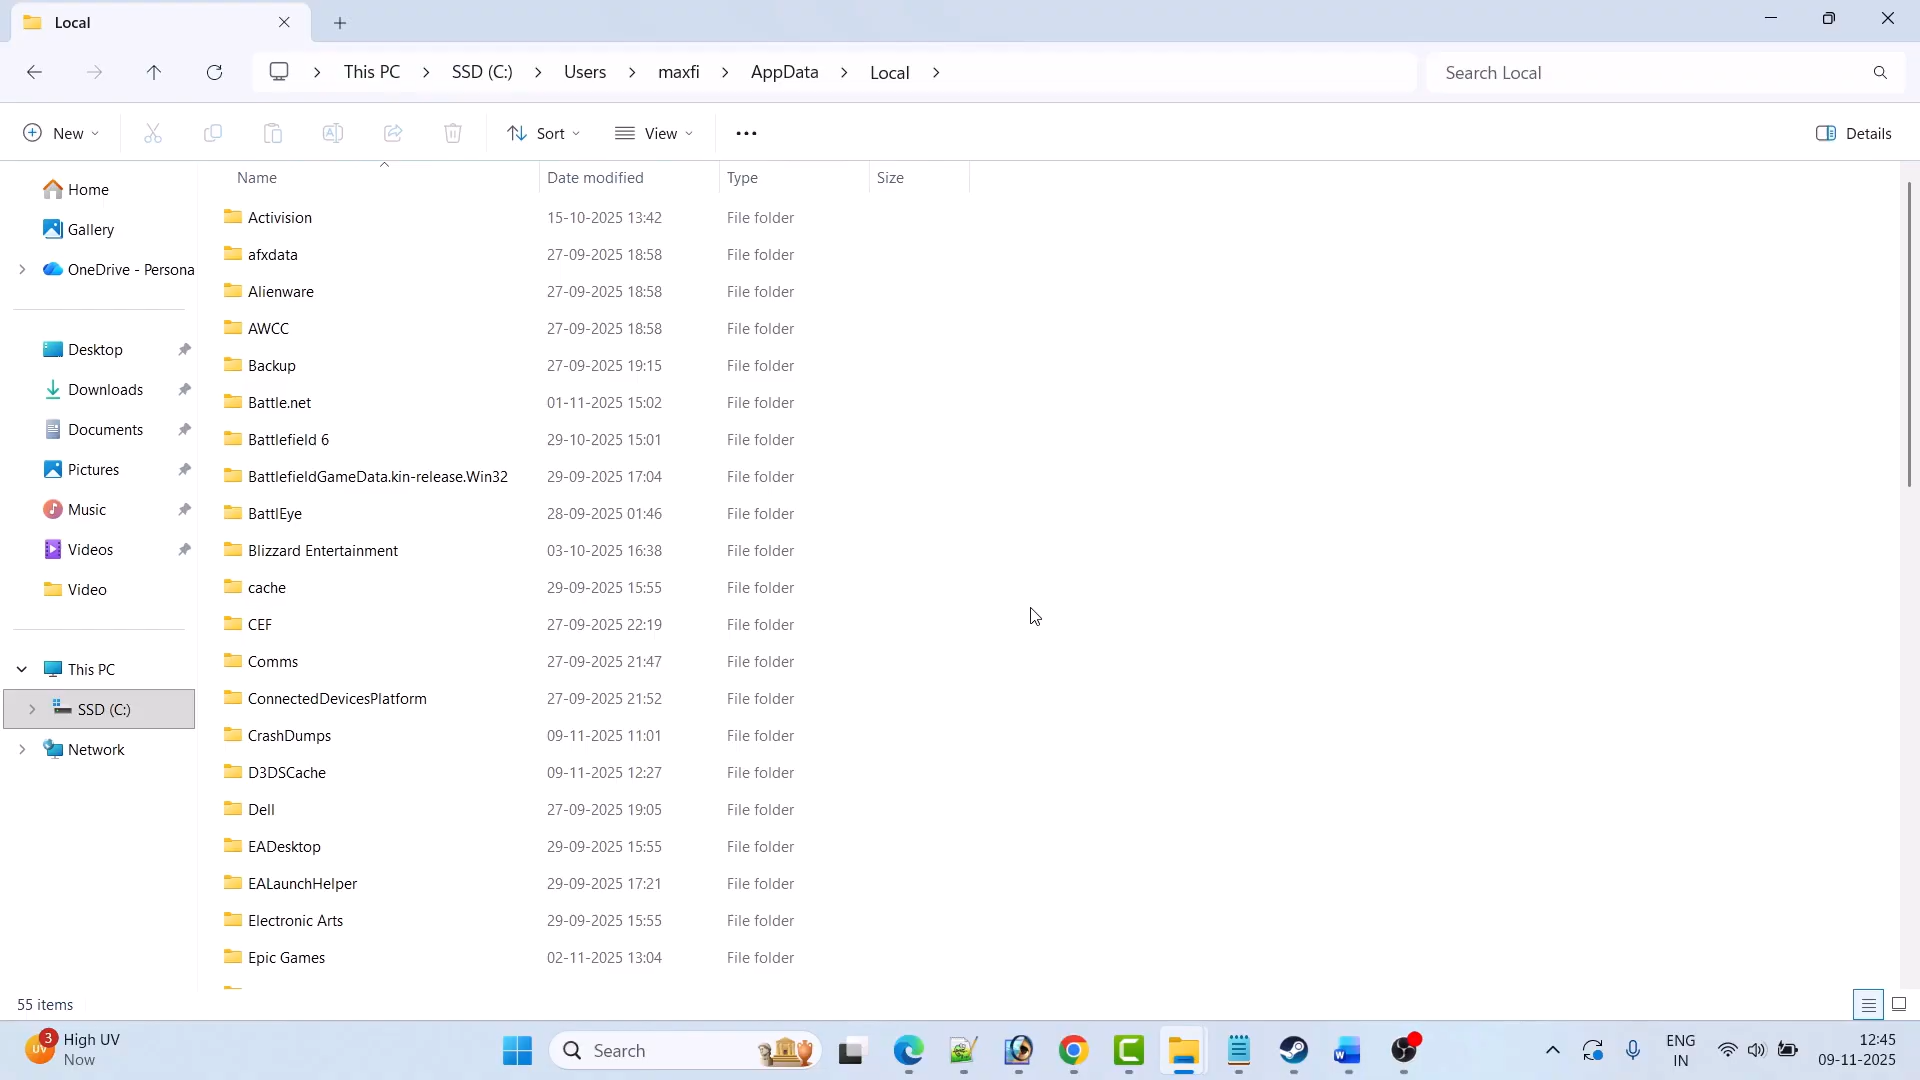 Local
This PC > SSD (C:) > Users > maxfi > AppData > Local >
Search Local
New
Sort
View
Details
Name Date modified Type Size
Home
Gallery
OneDrive - Persona
Desktop
Downloads
Documents
Pictures
Music
Videos
Video
This PC
SSD (C:)
Network
Activision 15-10-2025 13:42 File folder
afxdata 27-09-2025 18:58 File folder
Alienware 27-09-2025 18:58 File folder
AWCC 27-09-2025 18:58 File folder
Backup 27-09-2025 19:15 File folder
Battle.net 01-11-2025 15:02 File folder
Battlefield 6 29-10-2025 15:01 File folder
BattlefieldGameData.kin-release.Win32 29-09-2025 17:04 File folder
BattlEye 28-09-2025 01:46 File folder
Blizzard Entertainment 03-10-2025 16:38 File folder
cache 29-09-2025 15:55 File folder
CEF 27-09-2025 22:19 File folder
Comms 27-09-2025 21:47 File folder
ConnectedDevicesPlatform 27-09-2025 21:52 File folder
CrashDumps 09-11-2025 11:01 File folder
D3DSCache 09-11-2025 12:27 File folder
Dell 27-09-2025 19:05 File folder
EADesktop 29-09-2025 15:55 File folder
EALaunchHelper 29-09-2025 17:21 File folder
Electronic Arts 29-09-2025 15:55 File folder
Epic Games 02-11-2025 13:04 File folder
55 items
UV
3
High UV
Now
Search
ENG
IN
12:45
09-11-2025